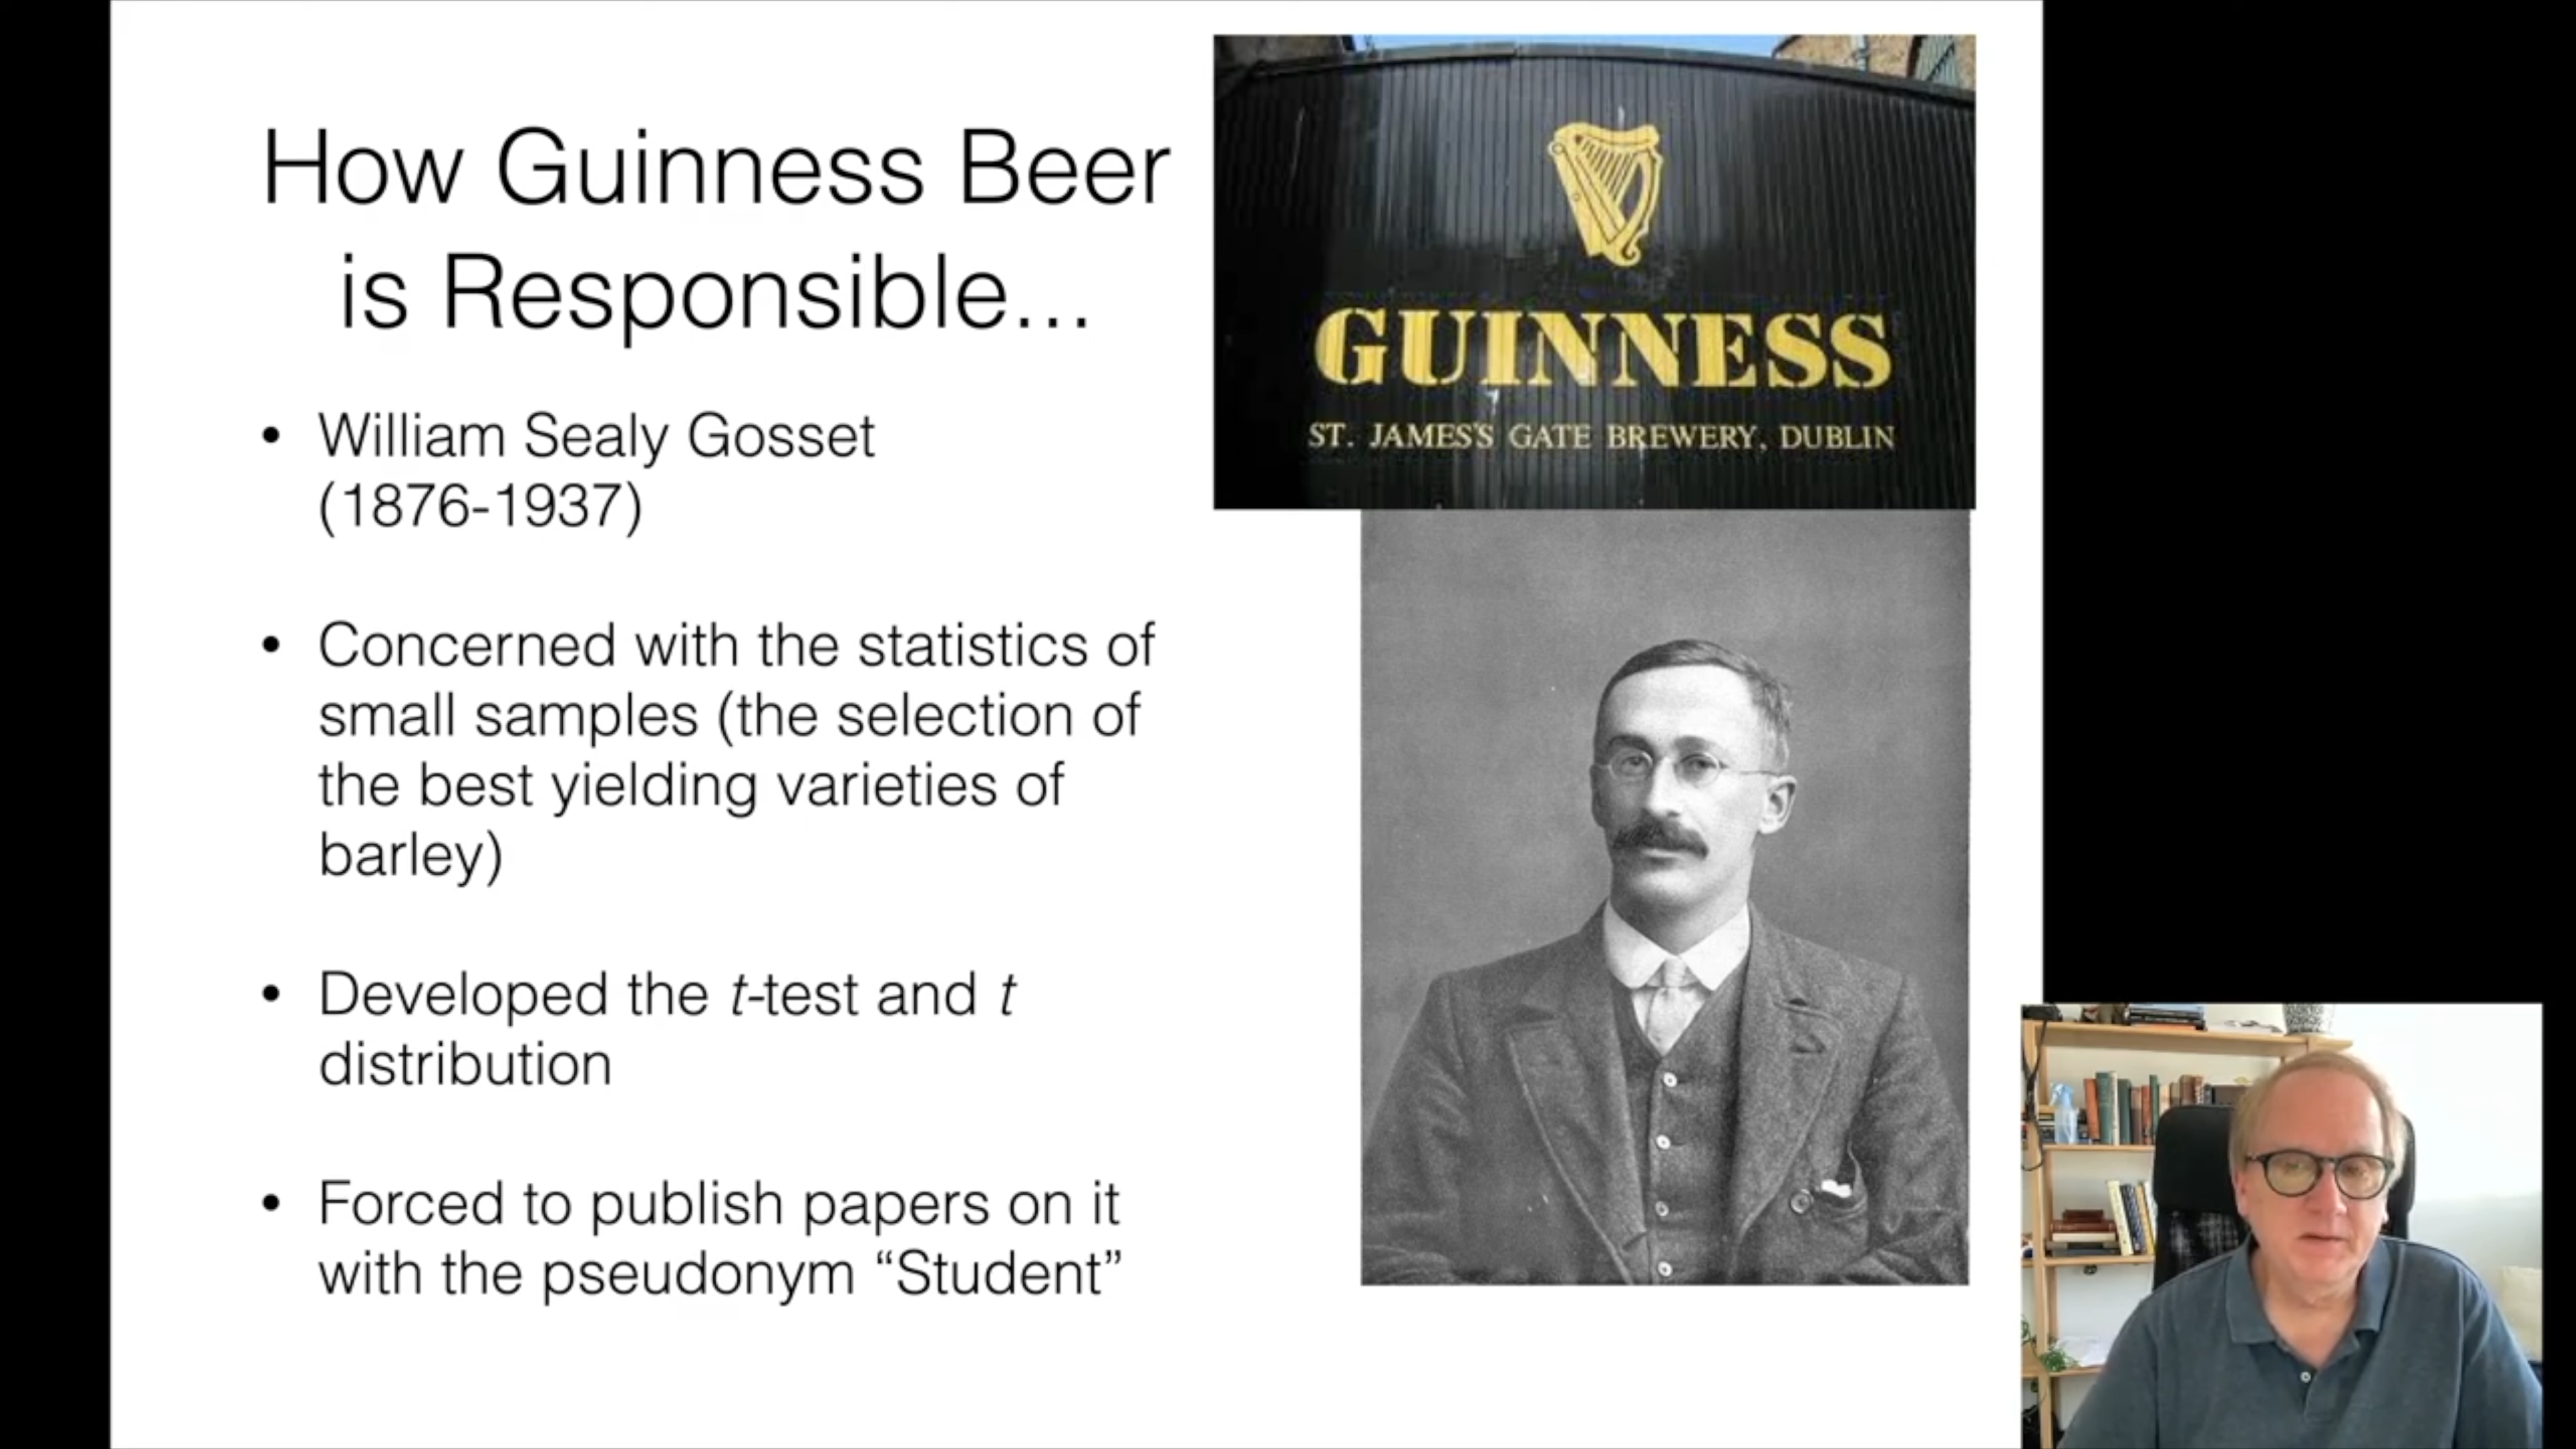 How Guinness Beer
is Responsible...
• William Sealy Gosset
(1876-1937)
• Concerned with the statistics of
small samples (the selection of
the best yielding varieties of
barley)
• Developed the t-test and t
distribution
• Forced to publish papers on it
with the pseudonym “Student”
GUINNESS
ST. JAMES'S GATE BREWERY, DUBLIN